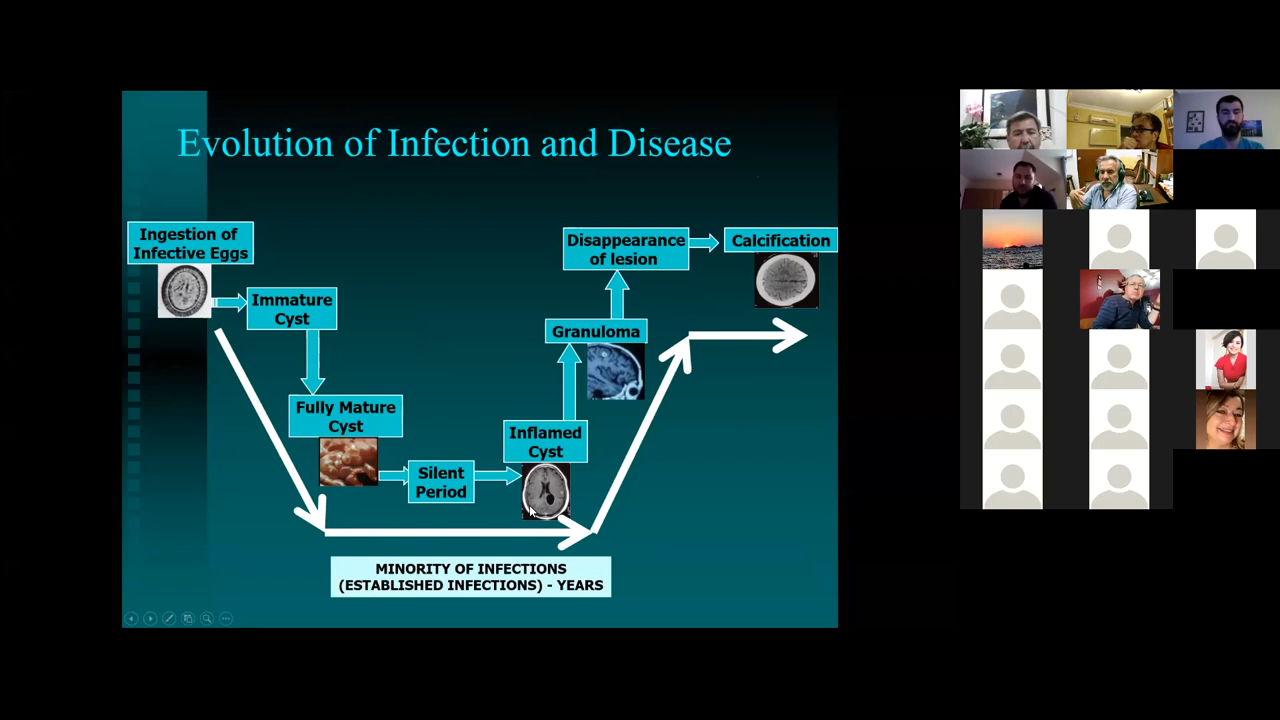 Evolution of Infection and Disease
Ingestion of
Infective Eggs
Immature
Cyst
Fully Mature
Cyst
Silent
Period
Inflamed
Cyst
Granuloma
Disappearance
of lesion
Calcification
MINORITY OF INFECTIONS
(ESTABLISHED INFECTIONS) - YEARS